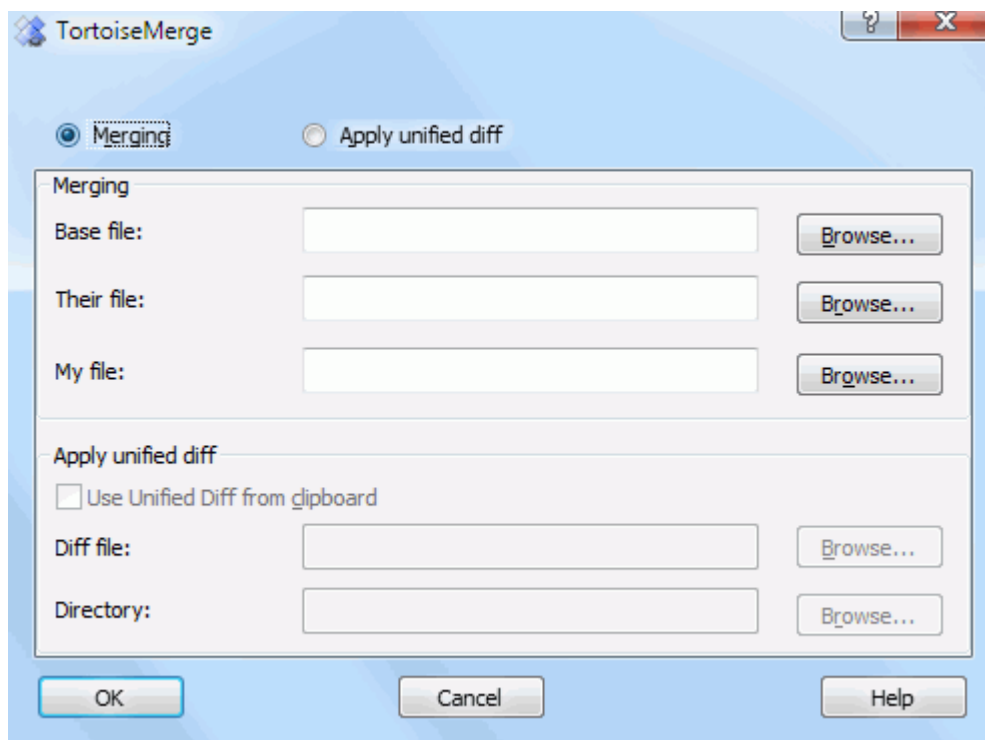 TortoiseMerge
Merging Apply unified diff
Merging
Base file: Browse...
Their file: Browse...
My file: Browse...
Apply unified diff
Use Unified Diff from clipboard
Diff file: Browse...
Directory: Browse...
OK Cancel Help